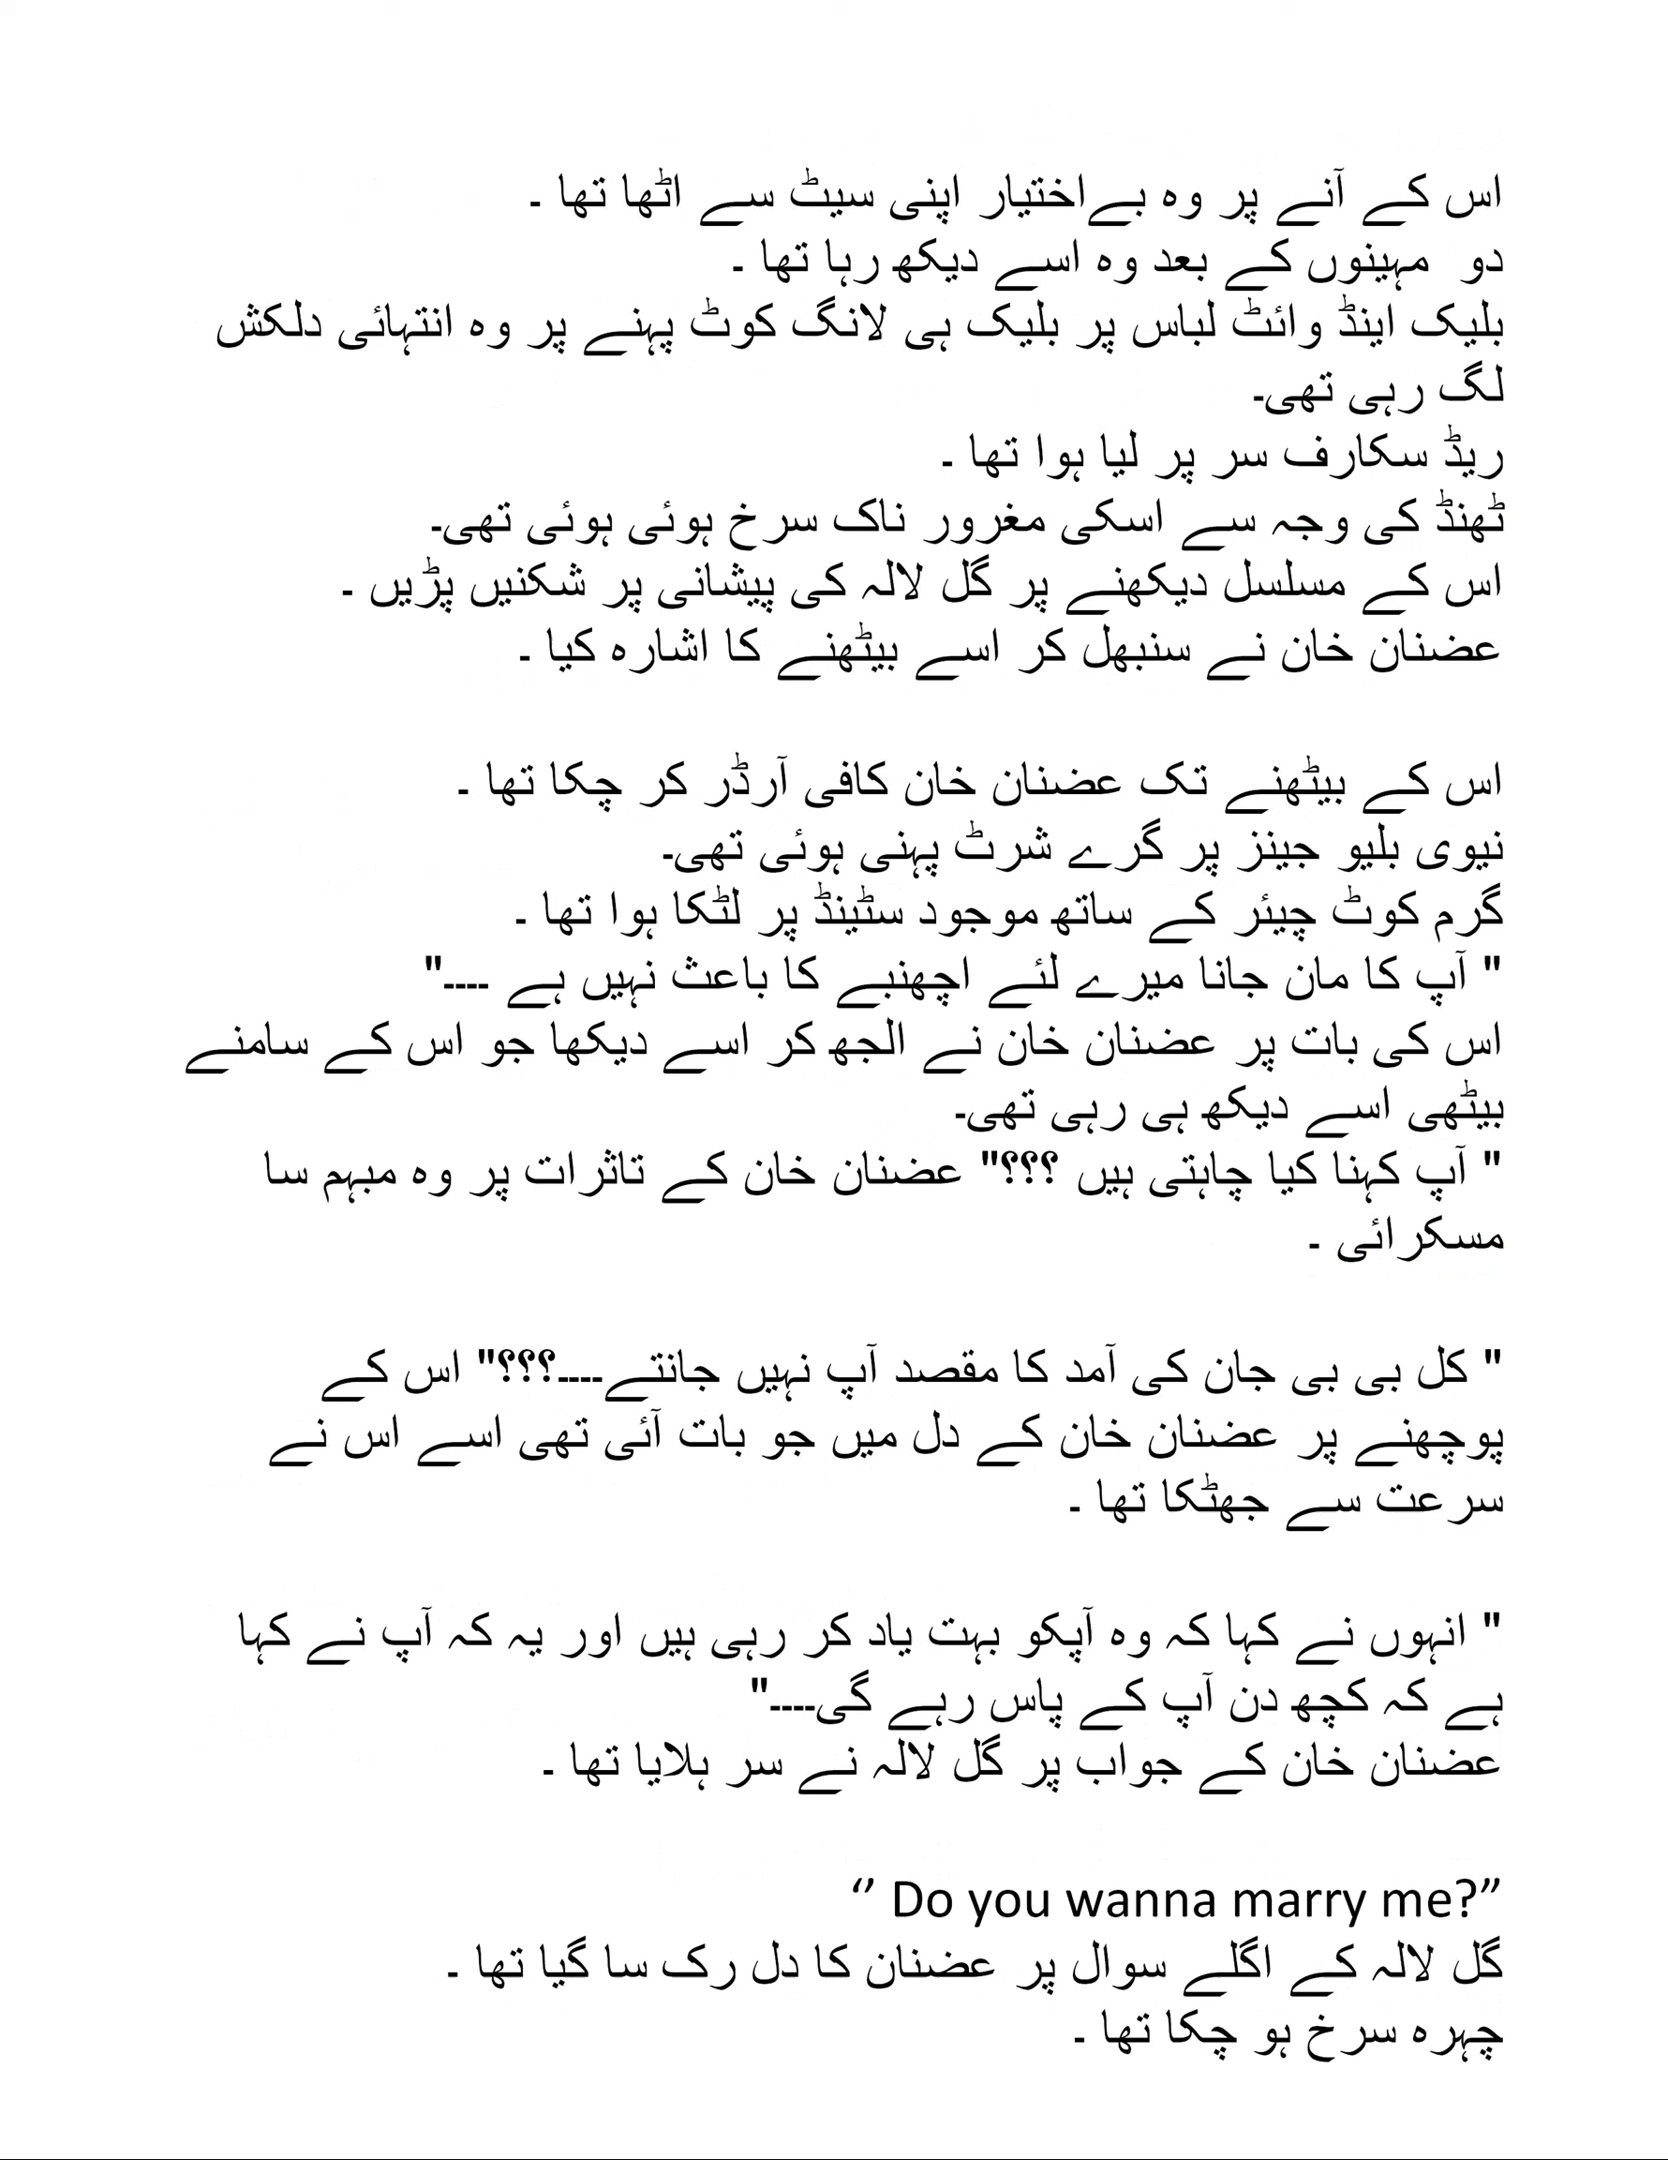 اس کے آنے پر وہ بےاختیار اپنی سیٹ سے اٹھا تھا ۔
دو مہینوں کے بعد وہ اسے دیکھ رہا تھا ۔
بلیک اینڈ وائٹ لباس پر بلیک ہی لانگ کوٹ پہنے پر وہ انتہائی دلکش
لگ رہی تھی۔
ریڈ سکارف سر پر لیا ہوا تھا ۔
ٹھنڈ کی وجہ سے اسکی مغرور ناک سرخ ہوئی ہوئی تھی۔
اس کے مسلسل دیکھنے پر گل لالہ کی پیشانی پر شکنیں پڑیں ۔
عضنان خان نے سنبھل کر اسے بیٹھنے کا اشارہ کیا ۔
اس کے بیٹھنے تک عضنان خان کافی آرڈر کر چکا تھا ۔
نیوی بلیو جینز پر گرے شرٹ پہنی ہوئی تھی۔
گرم کوٹ چیئر کے ساتھ موجود سٹینڈ پر لٹکا ہوا تھا ۔
" آپ کا مان جانا میرے لئے اچھنبے کا باعث نہیں ہے ۔۔۔۔"
اس کی بات پر عضنان خان نے الجھ کر اسے دیکھا جو اس کے سامنے
بیٹھی اسے دیکھ ہی رہی تھی۔
" آپ کہنا کیا چاہتی ہیں ؟؟؟" عضنان خان کے تاثرات پر وہ مبہم سا
مسکرائی ۔
" کل بی بی جان کی آمد کا مقصد آپ نہیں جانتے۔۔۔۔؟؟؟" اس کے
پوچھنے پر عضنان خان کے دل میں جو بات آئی تھی اسے اس نے
سرعت سے جھٹکا تھا ۔
" انہوں نے کہا کہ وہ آپکو بہت یاد کر رہی ہیں اور یہ کہ آپ نے کہا
ہے کہ کچھ دن آپ کے پاس رہے گی۔۔۔۔"
عضنان خان کے جواب پر گل لالہ نے سر ہلایا تھا ۔
‘’ Do you wanna marry me?”
گل لالہ کے اگلے سوال پر عضنان کا دل رک سا گیا تھا ۔
چہرہ سرخ ہو چکا تھا ۔